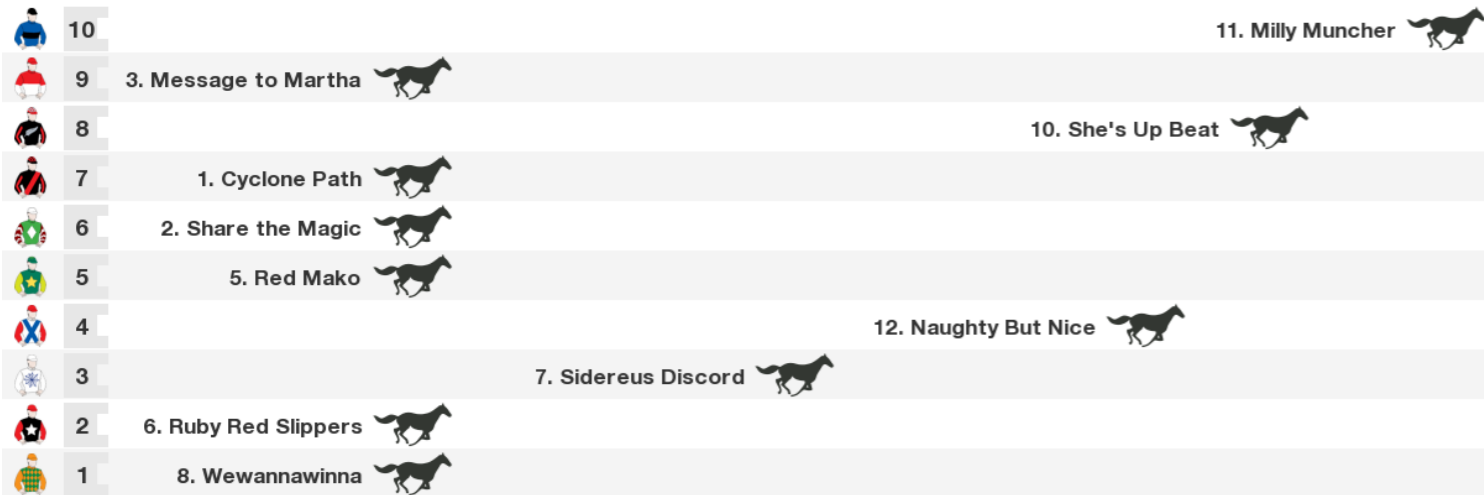 10 11. Milly Muncher
9 3. Message to Martha
8 10. She's Up Beat
7 1. Cyclone Path
6 2. Share the Magic
5 5. Red Mako
4 12. Naughty But Nice
3 7. Sidereus Discord
2 6. Ruby Red Slippers
1 8. Wewannawinna